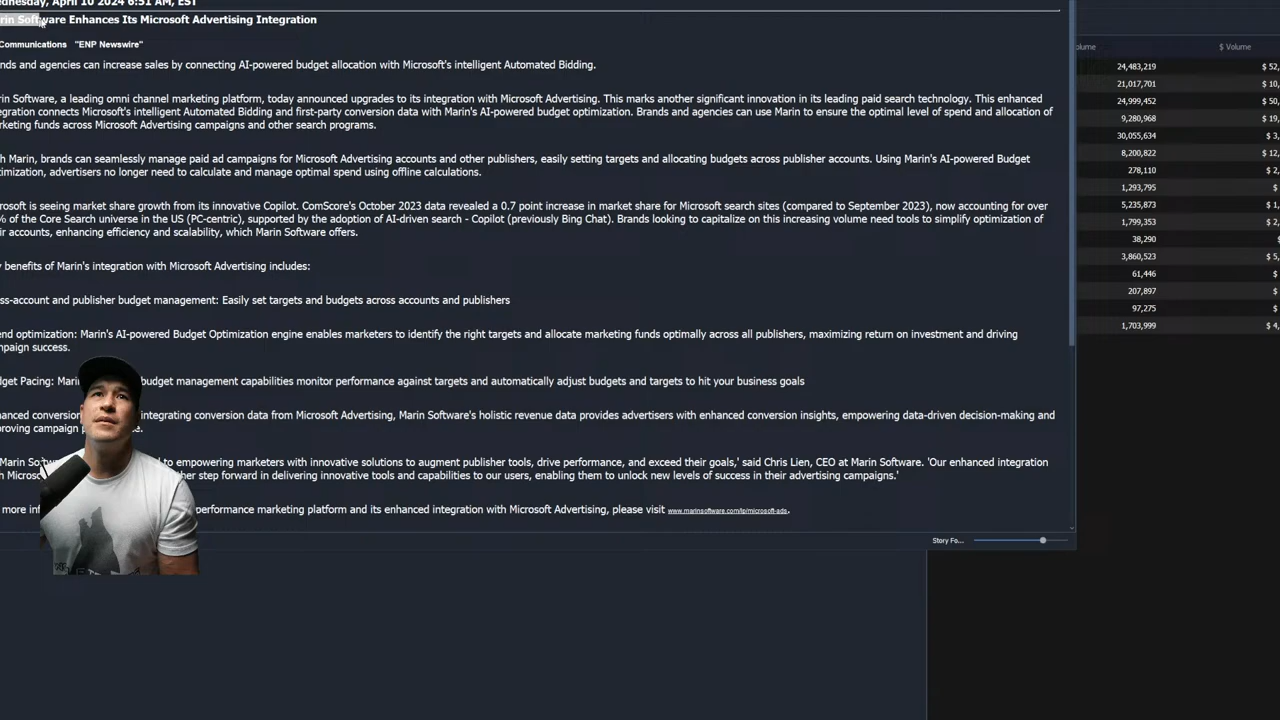 dnesday, April 10 2024 6:51 AM, EST
rin Software Enhances Its Microsoft Advertising Integration
Communications "ENP Newswire"
nds and agencies can increase sales by connecting AI-powered budget allocation with Microsoft's intelligent Automated Bidding.
rin Software, a leading omni channel marketing platform, today announced upgrades to its integration with Microsoft Advertising. This marks another significant innovation in its leading paid search technology. This enhanced
egration connects Microsoft's intelligent Automated Bidding and first-party conversion data with Marin's AI-powered budget optimization. Brands and agencies can use Marin to ensure the optimal level of spend and allocation of
rketing funds across Microsoft Advertising campaigns and other search programs.
h Marin, brands can seamlessly manage paid ad campaigns for Microsoft Advertising accounts and other publishers, easily setting targets and allocating budgets across publisher accounts. Using Marin's AI-powered Budget
timization, advertisers no longer need to calculate and manage optimal spend using offline calculations.
rosoft is seeing market share growth from its innovative Copilot. ComScore's October 2023 data revealed a 0.7 point increase in market share for Microsoft search sites (compared to September 2023), now accounting for over
% of the Core Search universe in the US (PC-centric), supported by the adoption of AI-driven search - Copilot (previously Bing Chat). Brands looking to capitalize on this increasing volume need tools to simplify optimization of
ir accounts, enhancing efficiency and scalability, which Marin Software offers.
y benefits of Marin's integration with Microsoft Advertising includes:
ss-account and publisher budget management: Easily set targets and budgets across accounts and publishers
end optimization: Marin's AI-powered Budget Optimization engine enables marketers to identify the right targets and allocate marketing funds optimally across all publishers, maximizing return on investment and driving
mpaign success.
dget Pacing: Marin budget management capabilities monitor performance against targets and automatically adjust budgets and targets to hit your business goals
anced conversion integrating conversion data from Microsoft Advertising, Marin Software's holistic revenue data provides advertisers with enhanced conversion insights, empowering data-driven decision-making and
proving campaign
Marin So to empowering marketers with innovative solutions to augment publisher tools, drive performance, and exceed their goals,' said Chris Lien, CEO at Marin Software. 'Our enhanced integration
h Micros her step forward in delivering innovative tools and capabilities to our users, enabling them to unlock new levels of success in their advertising campaigns.'
more in performance marketing platform and its enhanced integration with Microsoft Advertising, please visit www.marinsoftware.com/lp/microsoft-ads.
Story Fo...
olume $ Volume
24,483,219 $ 52,
21,017,701 $ 10,
24,999,452 $ 50,
9,280,968 $ 19,
30,055,634 $ 3,
8,200,822 $ 12,
278,110 $ 2,
1,293,795 $
5,235,873 $ 1,
1,799,353 $ 2,
38,290 $
3,860,523 $ 5,
61,446 $
207,897 $
97,275 $
1,703,999 $ 4,